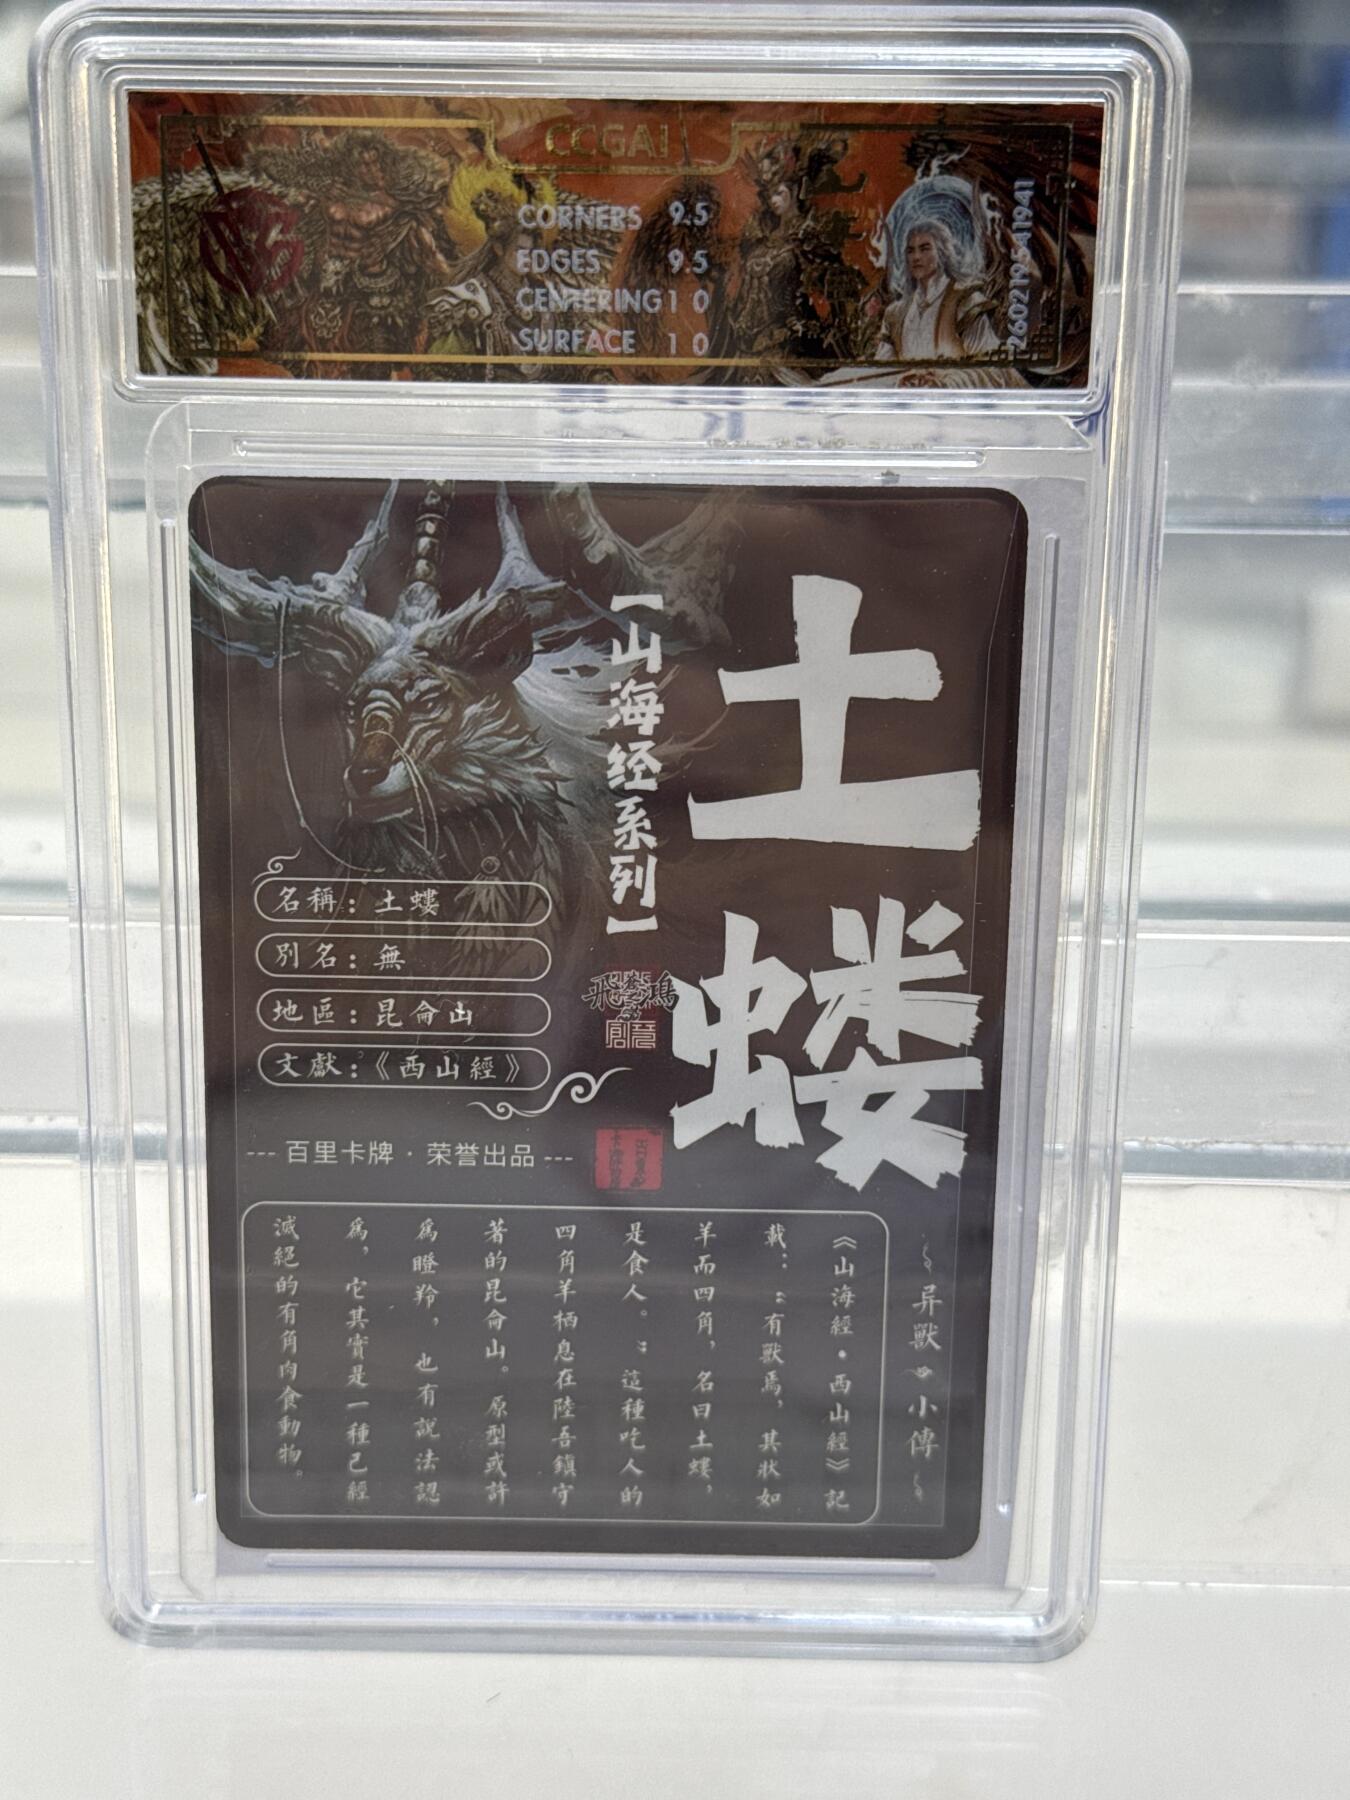 CCGAI
CORNERS 9.5
EDGES 9.5
CENTERING 10
SURFACE 10
2602119541941
土蝼
【山海经系列】
名稱：土螻
別名：無
地區：昆侖山
文獻：《西山經》
--- 百里卡牌 · 荣誉出品 ---
异獸 小傳
《山海經·西山經》記
載：：有獸焉，其狀如
羊而四角，名曰土螻，
是食人。：這種吃人的
四角羊栖息在陸吾鎮守
著的昆侖山。原型或許
為瞪羚，也有說法認
為，它其實是一種已經
滅絕的有角肉食動物。